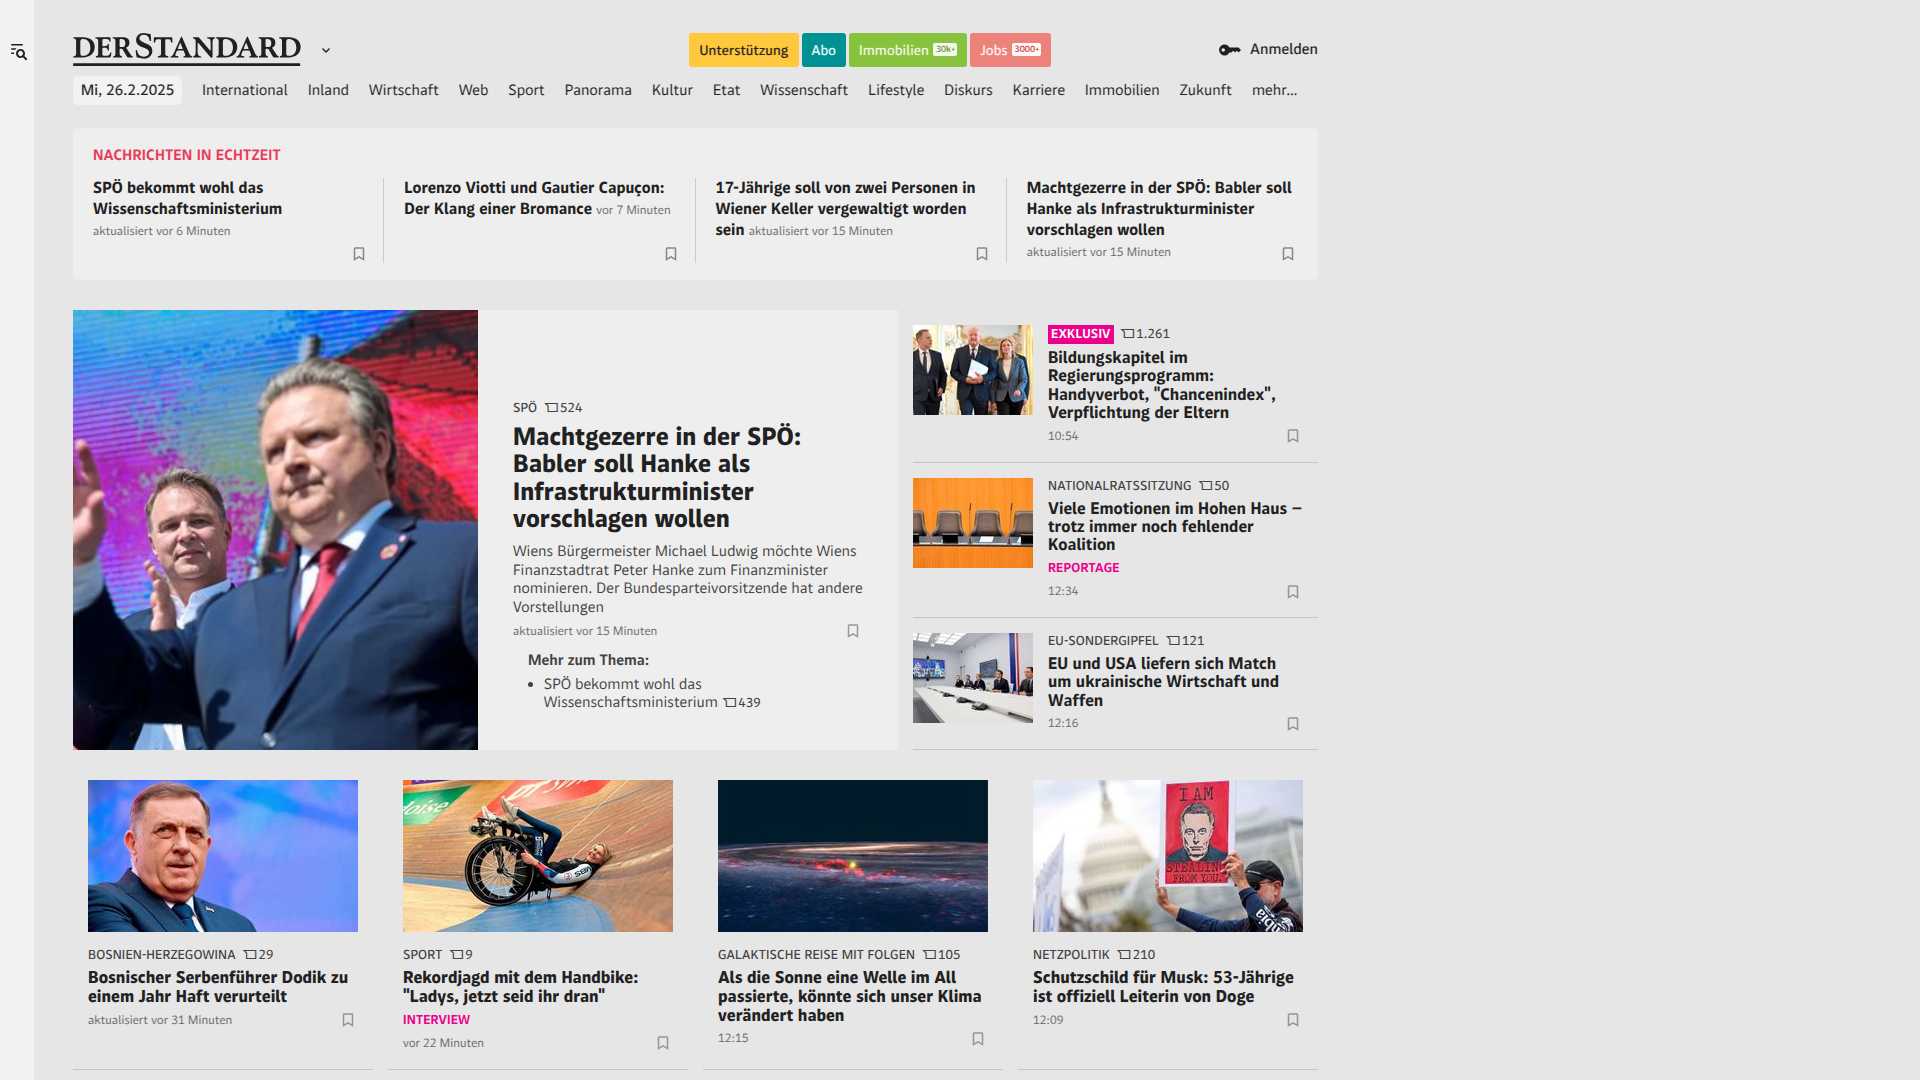 DERSTANDARD
Unterstützung
Abo
Immobilien 30k+
Jobs 3000+
Anmelden
Mi, 26.2.2025
International
Inland
Wirtschaft
Web
Sport
Panorama
Kultur
Etat
Wissenschaft
Lifestyle
Diskurs
Karriere
Immobilien
Zukunft
mehr...
NACHRICHTEN IN ECHTZEIT
SPÖ bekommt wohl das
Wissenschaftsministerium
aktualisiert vor 6 Minuten
Lorenzo Viotti und Gautier Capuçon:
Der Klang einer Bromance vor 7 Minuten
17-Jährige soll von zwei Personen in
Wiener Keller vergewaltigt worden
sein aktualisiert vor 15 Minuten
Machtgezerre in der SPÖ: Babler soll
Hanke als Infrastrukturminister
vorschlagen wollen
aktualisiert vor 15 Minuten
SPÖ 524
Machtgezerre in der SPÖ:
Babler soll Hanke als
Infrastrukturminister
vorschlagen wollen
Wiens Bürgermeister Michael Ludwig möchte Wiens
Finanzstadtrat Peter Hanke zum Finanzminister
nominieren. Der Bundesparteivorsitzende hat andere
Vorstellungen
aktualisiert vor 15 Minuten
Mehr zum Thema:
• SPÖ bekommt wohl das
Wissenschaftsministerium 439
EXKLUSIV 1.261
Bildungskapitel im
Regierungsprogramm:
Handyverbot, "Chancenindex",
Verpflichtung der Eltern
10:54
NATIONALRATSSITZUNG 50
Viele Emotionen im Hohen Haus –
trotz immer noch fehlender
Koalition
REPORTAGE
12:34
EU-SONDERGIPFEL 121
EU und USA liefern sich Match
um ukrainische Wirtschaft und
Waffen
12:16
BOSNIEN-HERZEGOWINA 29
Bosnischer Serbenführer Dodik zu
einem Jahr Haft verurteilt
aktualisiert vor 31 Minuten
SPORT 9
Rekordjagd mit dem Handbike:
"Ladys, jetzt seid ihr dran"
INTERVIEW
vor 22 Minuten
GALAKTISCHE REISE MIT FOLGEN 105
Als die Sonne eine Welle im All
passierte, könnte sich unser Klima
verändert haben
12:15
I AM
STEALING
FROM YOU.
NETZPOLITIK 210
Schutzschild für Musk: 53-Jährige
ist offiziell Leiterin von Doge
12:09